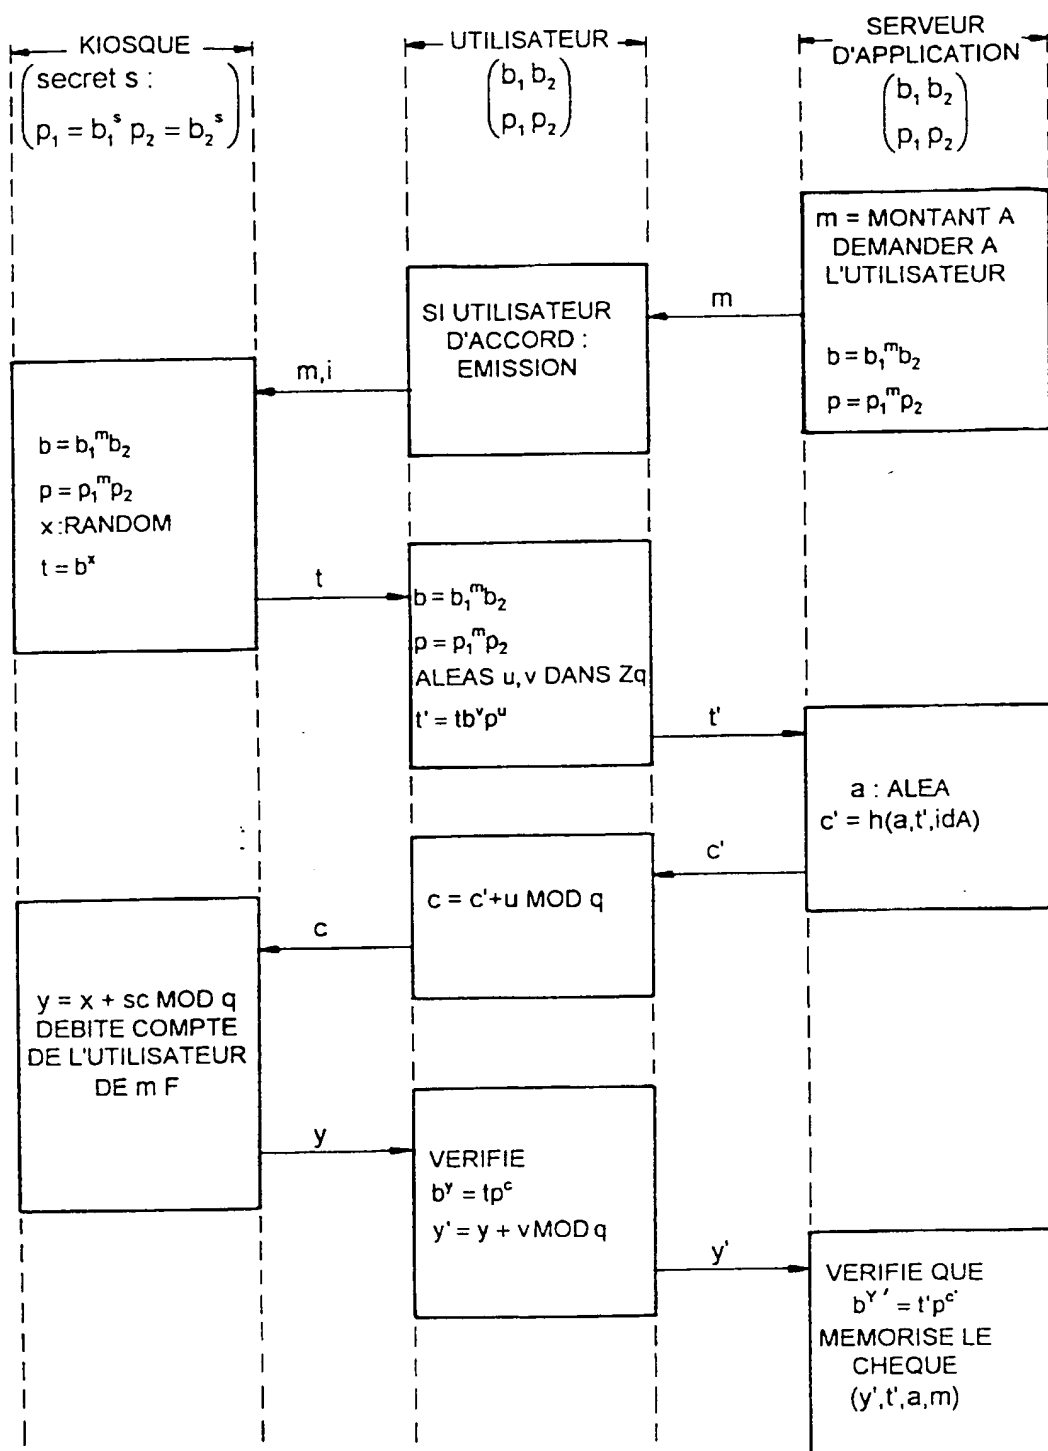 KIOSQUE
(secret s :
p₁ = b₁ˢ p₂ = b₂ˢ)
UTILISATEUR
(b₁ b₂
p₁ p₂)
SERVEUR
D'APPLICATION
(b₁ b₂
p₁ p₂)
m = MONTANT A
DEMANDER A
L'UTILISATEUR
b = b₁ᵐb₂
p = p₁ᵐp₂
m
SI UTILISATEUR
D'ACCORD :
EMISSION
m,i
b = b₁ᵐb₂
p = p₁ᵐp₂
x :RANDOM
t = bˣ
t
b = b₁ᵐb₂
p = p₁ᵐp₂
ALEAS u, v DANS Zq
t' = tbᵛpᵘ
t'
a : ALEA
c' = h(a,t',idA)
c'
c = c'+u MOD q
c
y = x + sc MOD q
DEBITE COMPTE
DE L'UTILISATEUR
DE m F
y
VERIFIE
bʸ = tpᶜ
y' = y + v MOD q
y'
VERIFIE QUE
bʸ' = t'pᶜ'
MEMORISE LE
CHEQUE
(y',t',a,m)